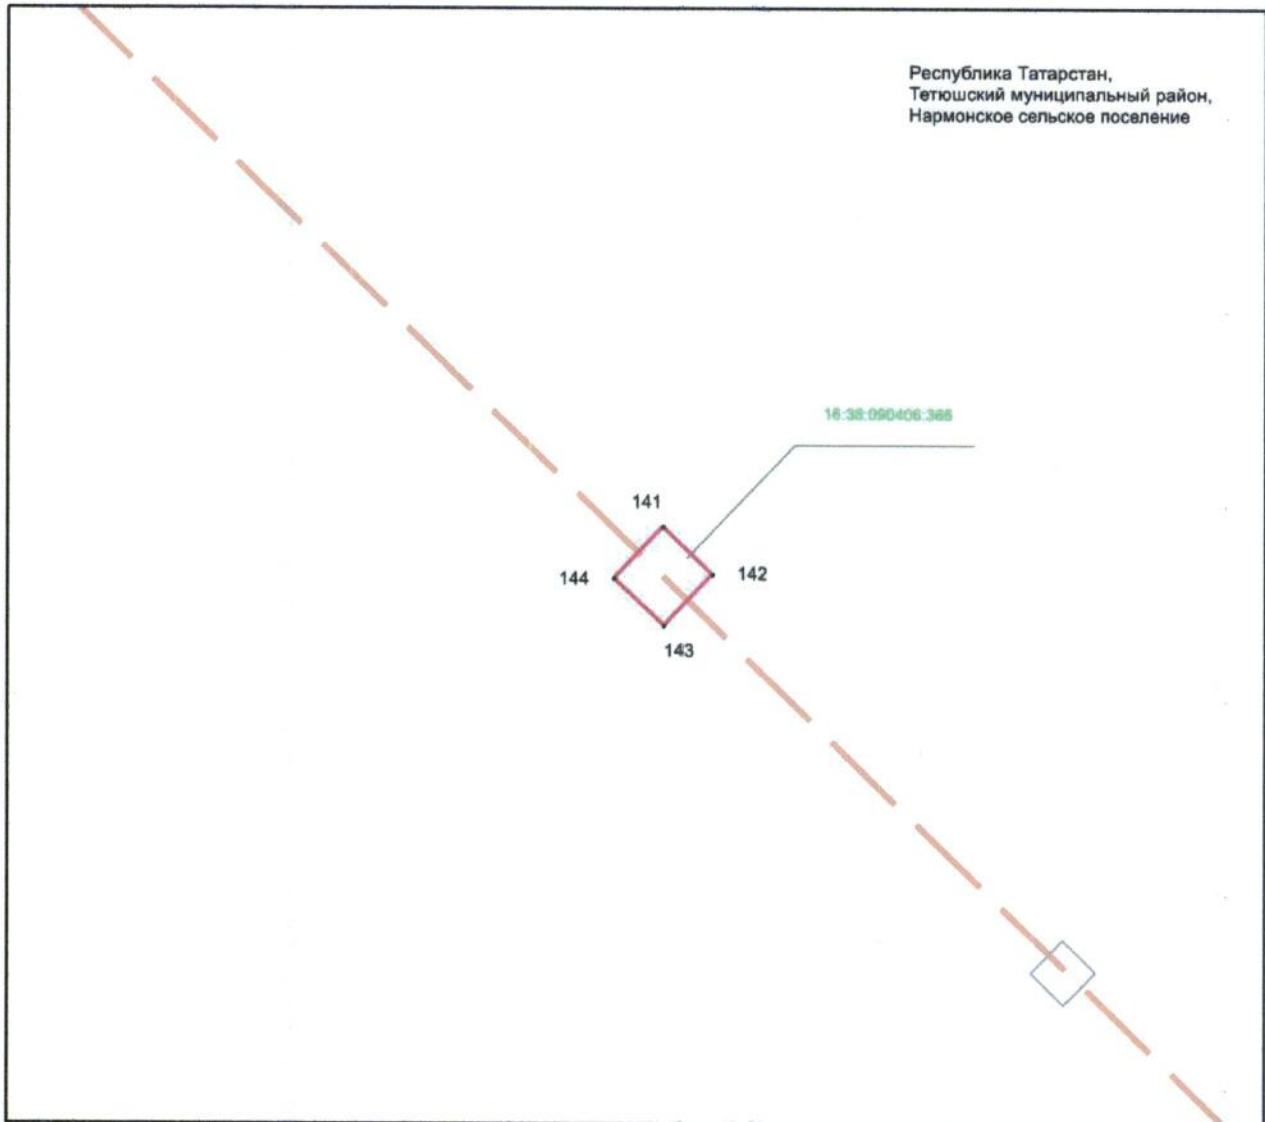 Республика Татарстан,
Тетюшский муниципальный район,
Нармонское сельское поселение
16:38:090406:366
141
144
142
143